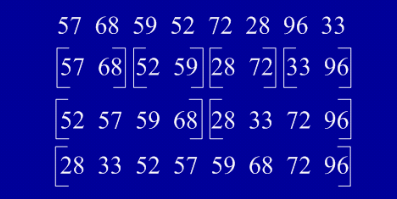 57 68 59 52 72 28 96 33
[57 68] [52 59] [28 72] [33 96]
[52 57 59 68] [28 33 72 96]
[28 33 52 57 59 68 72 96]